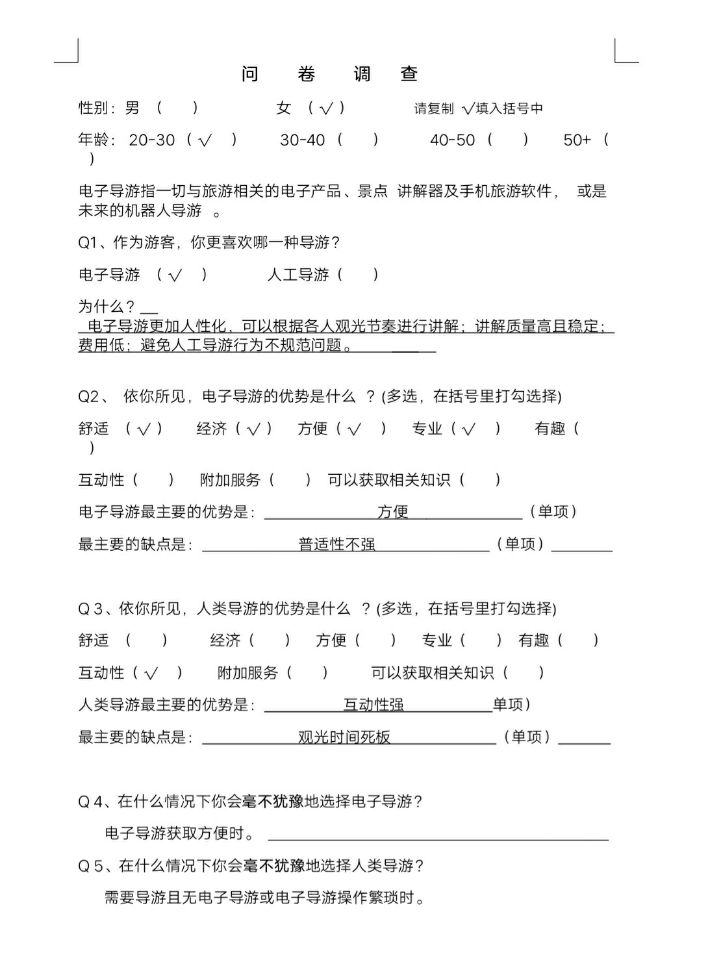 问 卷 调 查
性别：男 （ ） 女 （ √ ） 请复制 √填入括号中
年龄： 20-30 （ √ ） 30-40 （ ） 40-50 （ ） 50+ （
）
电子导游指一切与旅游相关的电子产品、景点 讲解器及手机旅游软件， 或是
未来的机器人导游 。
Q1、作为游客，你更喜欢哪一种导游？
电子导游 （ √ ） 人工导游（ ）
为什么？__
电子导游更加人性化，可以根据各人观光节奏进行讲解；讲解质量高且稳定；
费用低；避免人工导游行为不规范问题。 ____
Q2、 依你所见，电子导游的优势是什么 ？(多选，在括号里打勾选择)
舒适 （ √ ） 经济（ √ ） 方便（ √ ） 专业（ √ ） 有趣（
）
互动性（ ） 附加服务（ ） 可以获取相关知识（ ）
电子导游最主要的优势是：____方便____（单项）
最主要的缺点是：____普适性不强____（单项）____
Q 3、依你所见，人类导游的优势是什么 ？(多选，在括号里打勾选择)
舒适 （ ） 经济（ ） 方便（ ） 专业（ ） 有趣（ ）
互动性（ √ ） 附加服务（ ） 可以获取相关知识（ ）
人类导游最主要的优势是：____互动性强____单项）
最主要的缺点是：____观光时间死板____（单项）____
Q 4、在什么情况下你会毫不犹豫地选择电子导游？
电子导游获取方便时。 ____
Q 5、在什么情况下你会毫不犹豫地选择人类导游？
需要导游且无电子导游或电子导游操作繁琐时。